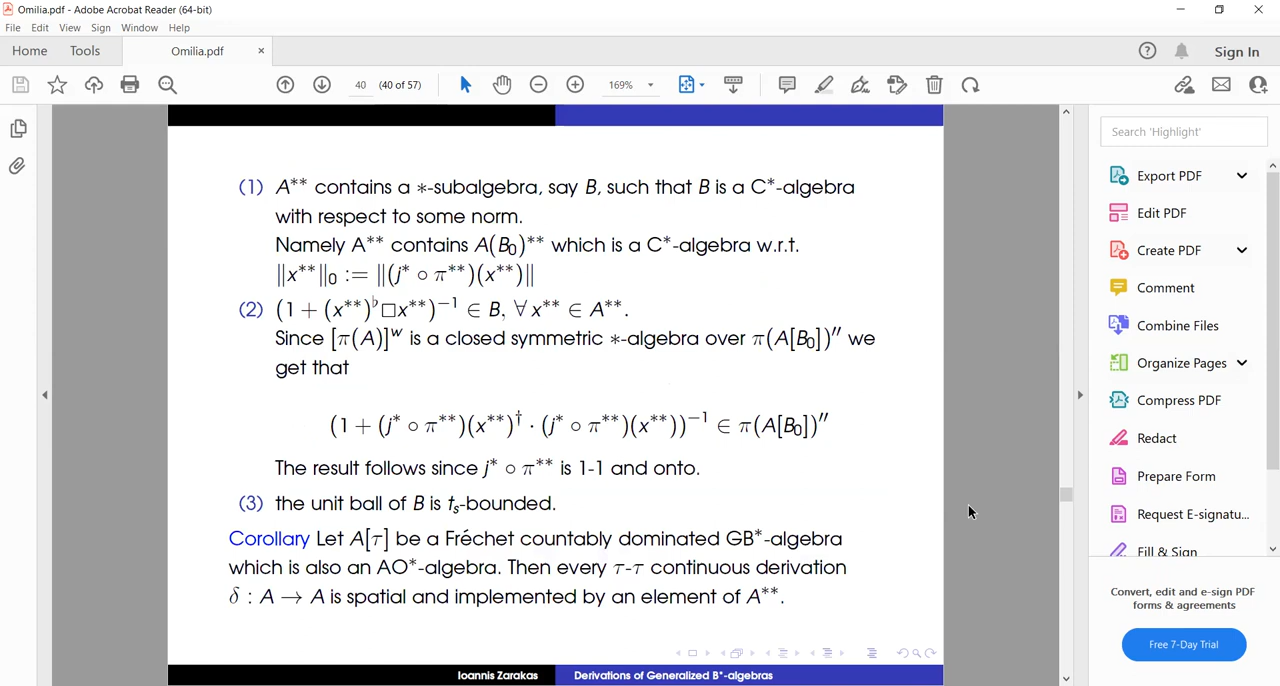 Omilia.pdf - Adobe Acrobat Reader (64-bit)
File Edit View Sign Window Help
Home Tools Omilia.pdf × Sign In
40 (40 of 57) 169%
Search 'Highlight'
Export PDF
Edit PDF
Create PDF
Comment
Combine Files
Organize Pages
Compress PDF
Redact
Prepare Form
Request E-signatu...
Fill & Sign
Convert, edit and e-sign PDF
forms & agreements
Free 7-Day Trial
(1) A** contains a *-subalgebra, say B, such that B is a C*-algebra
with respect to some norm.
Namely A** contains A(B₀)** which is a C*-algebra w.r.t.
‖x**‖₀ := ‖(j* ∘ π**)(x**)‖
(2) (1 + (x**)♭□x**)⁻¹ ∈ B, ∀ x** ∈ A**.
Since [π(A)]ʷ is a closed symmetric *-algebra over π(A[B₀])″ we
get that
(1 + (j* ∘ π**)(x**)† · (j* ∘ π**)(x**))⁻¹ ∈ π(A[B₀])″
The result follows since j* ∘ π** is 1-1 and onto.
(3) the unit ball of B is tₛ-bounded.
Corollary Let A[τ] be a Fréchet countably dominated GB*-algebra
which is also an AO*-algebra. Then every τ-τ continuous derivation
δ : A → A is spatial and implemented by an element of A**.
Ioannis Zarakas Derivations of Generalized B*-algebras